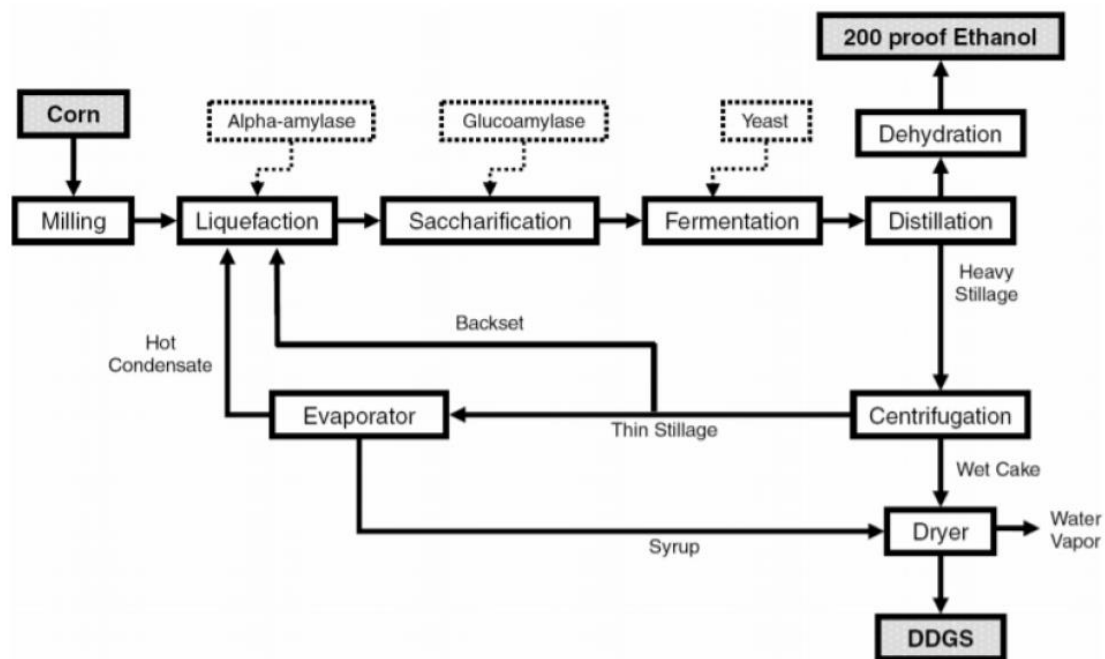 200 proof Ethanol
Corn
Alpha-amylase
Glucoamylase
Yeast
Dehydration
Milling
Liquefaction
Saccharification
Fermentation
Distillation
Heavy
Stillage
Backset
Hot
Condensate
Evaporator
Thin Stillage
Centrifugation
Wet Cake
Dryer
Water
Vapor
Syrup
DDGS